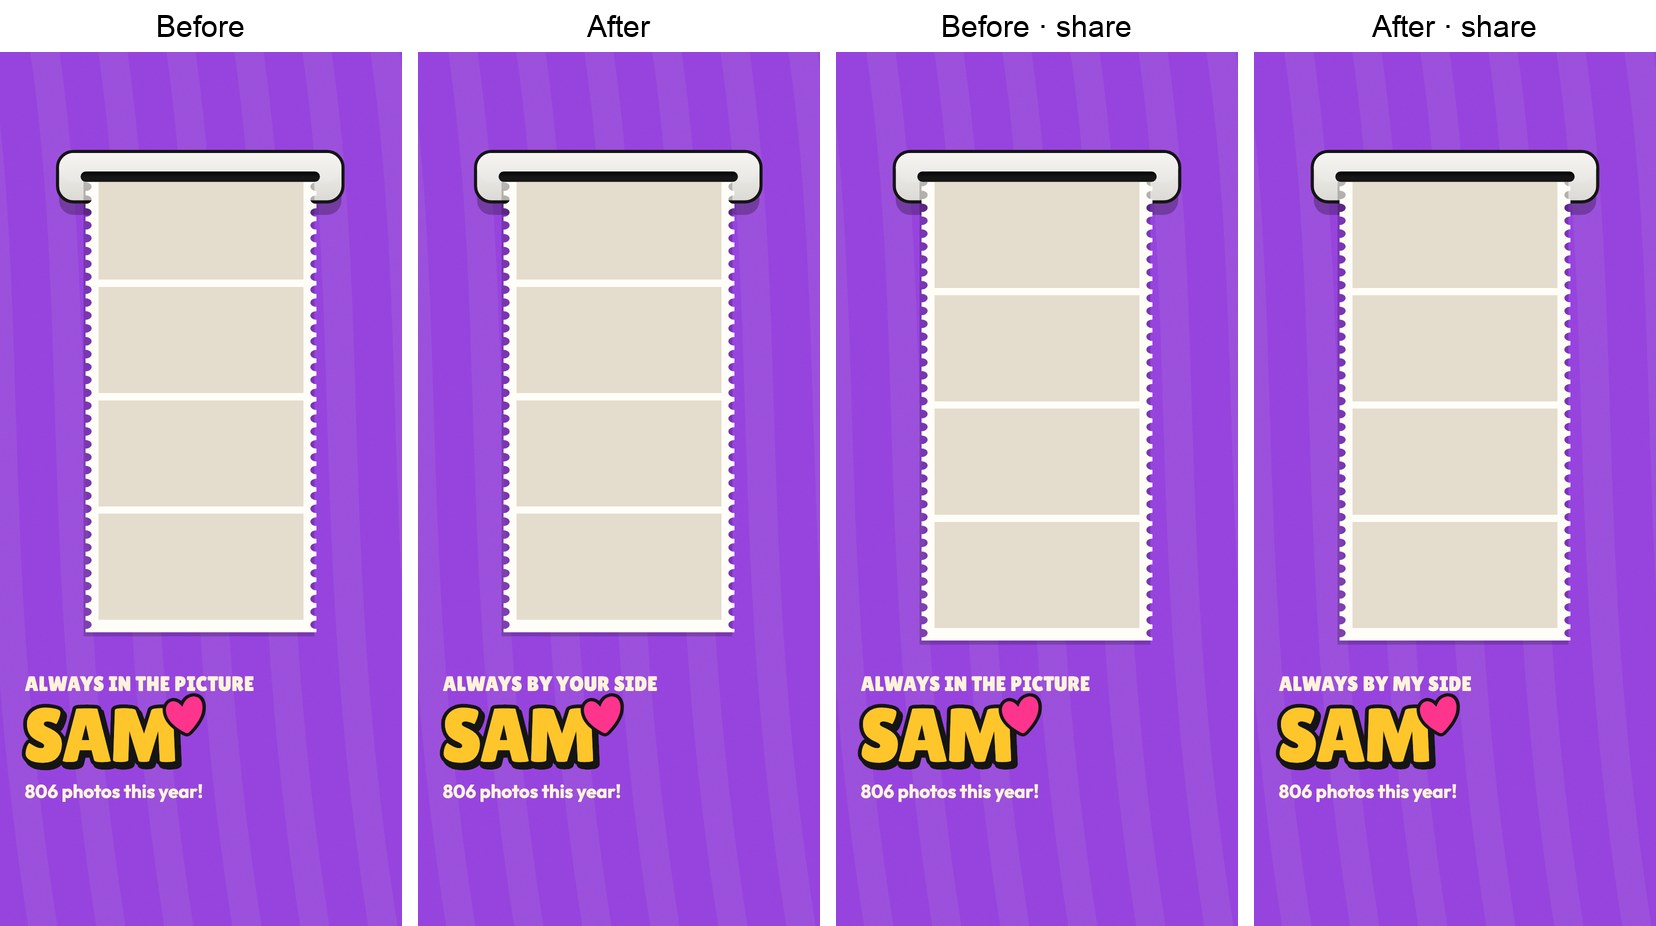 Before
After
Before · share
After · share
ALWAYS IN THE PICTURE
SAM
806 photos this year!
ALWAYS BY YOUR SIDE
SAM
806 photos this year!
ALWAYS IN THE PICTURE
SAM
806 photos this year!
ALWAYS BY MY SIDE
SAM
806 photos this year!